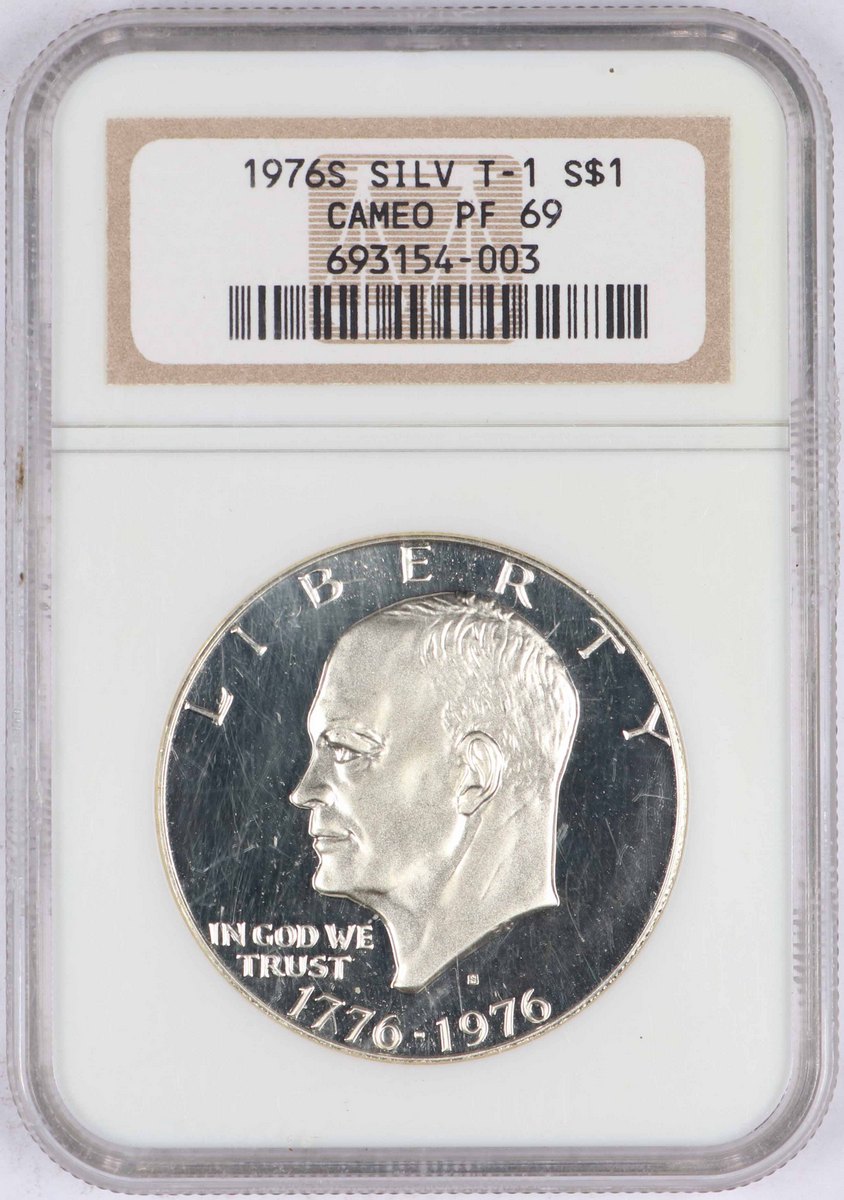 1976S SILV T-1 S$1
CAMEO PF 69
693154-003
LIBERTY
IN GOD WE
TRUST
S
1776-1976